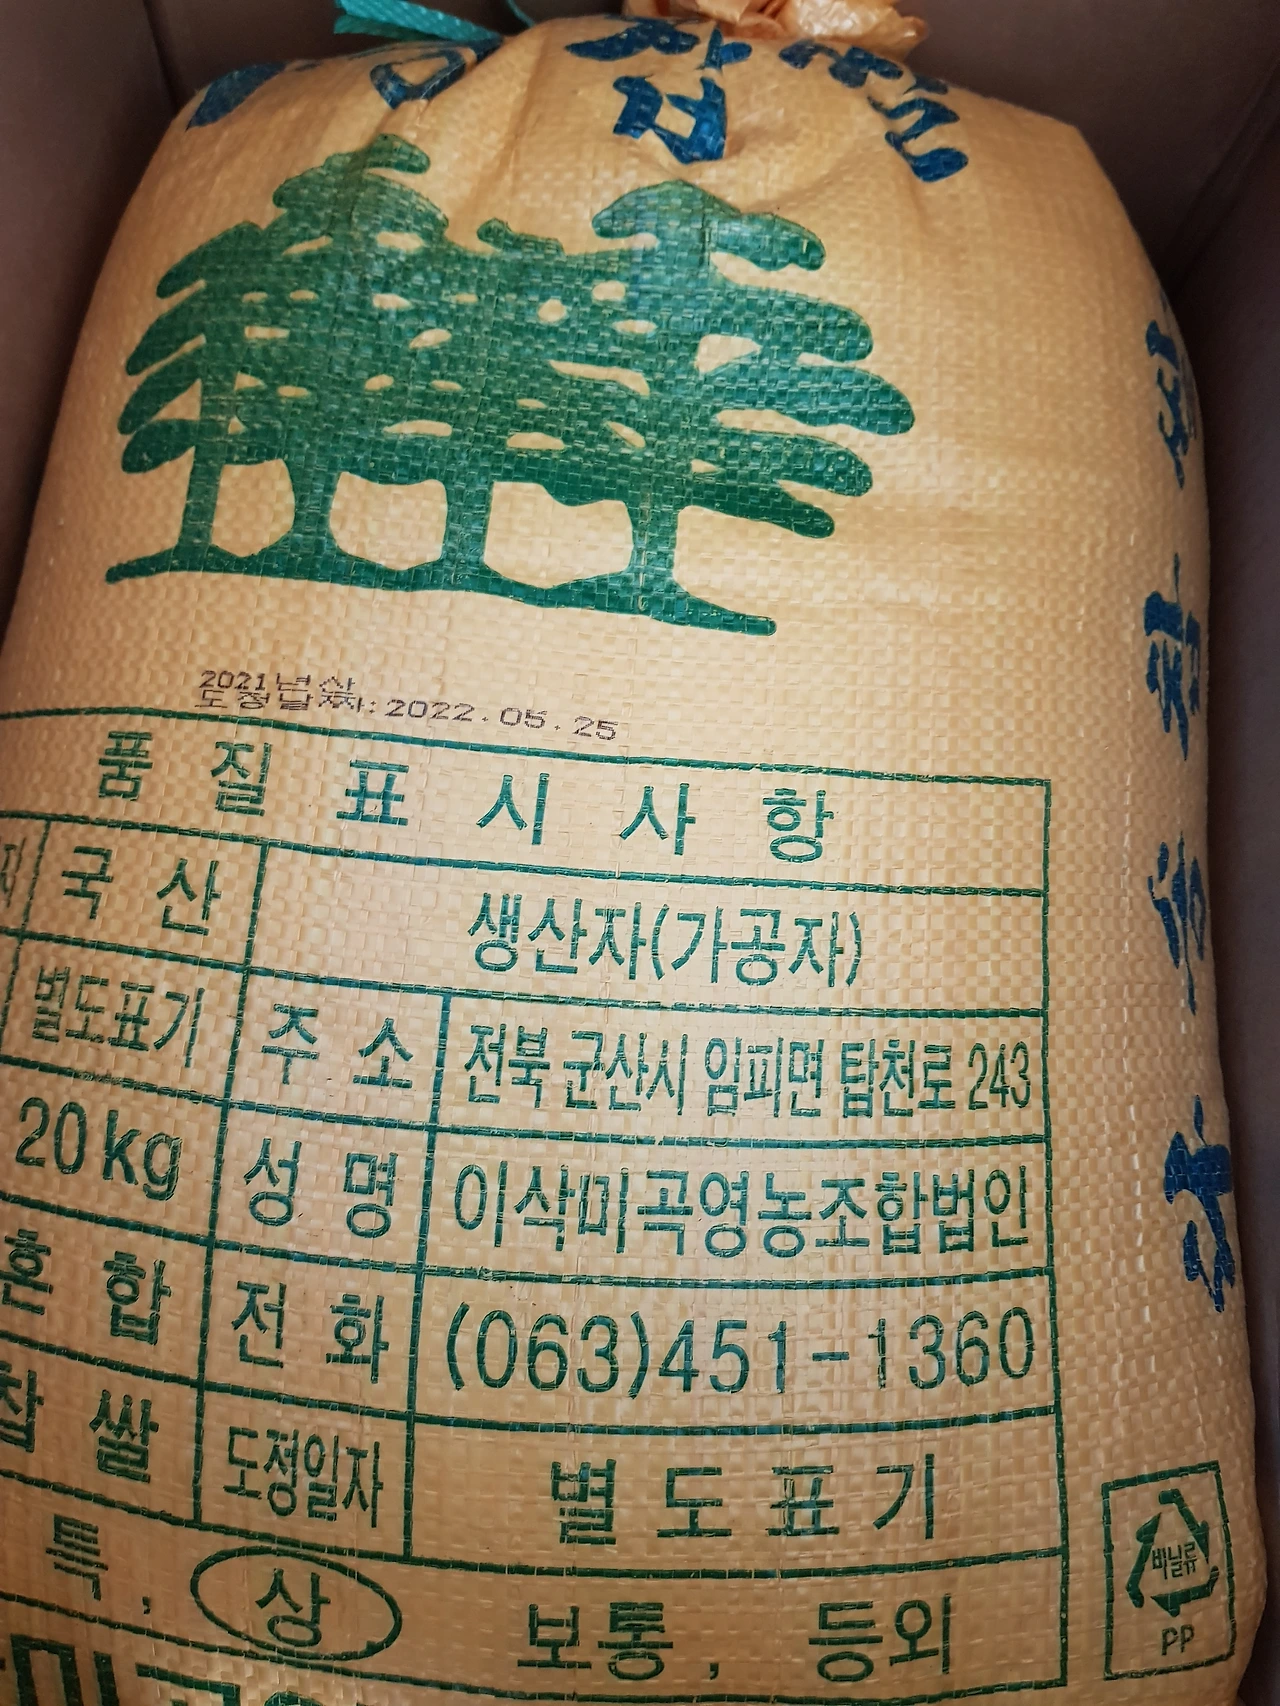 2021년산
도정일자: 2022.05.25
품 질 표 시 사 항
국 산 생산자(가공자)
별도표기 주 소 전북 군산시 임피면 탑천로 243
20kg 성 명 이삭미곡영농조합법인
혼 합 전 화 (063)451-1360
찹 쌀 도정일자 별 도 표 기
특, 상 보통, 등외
비닐류
PP